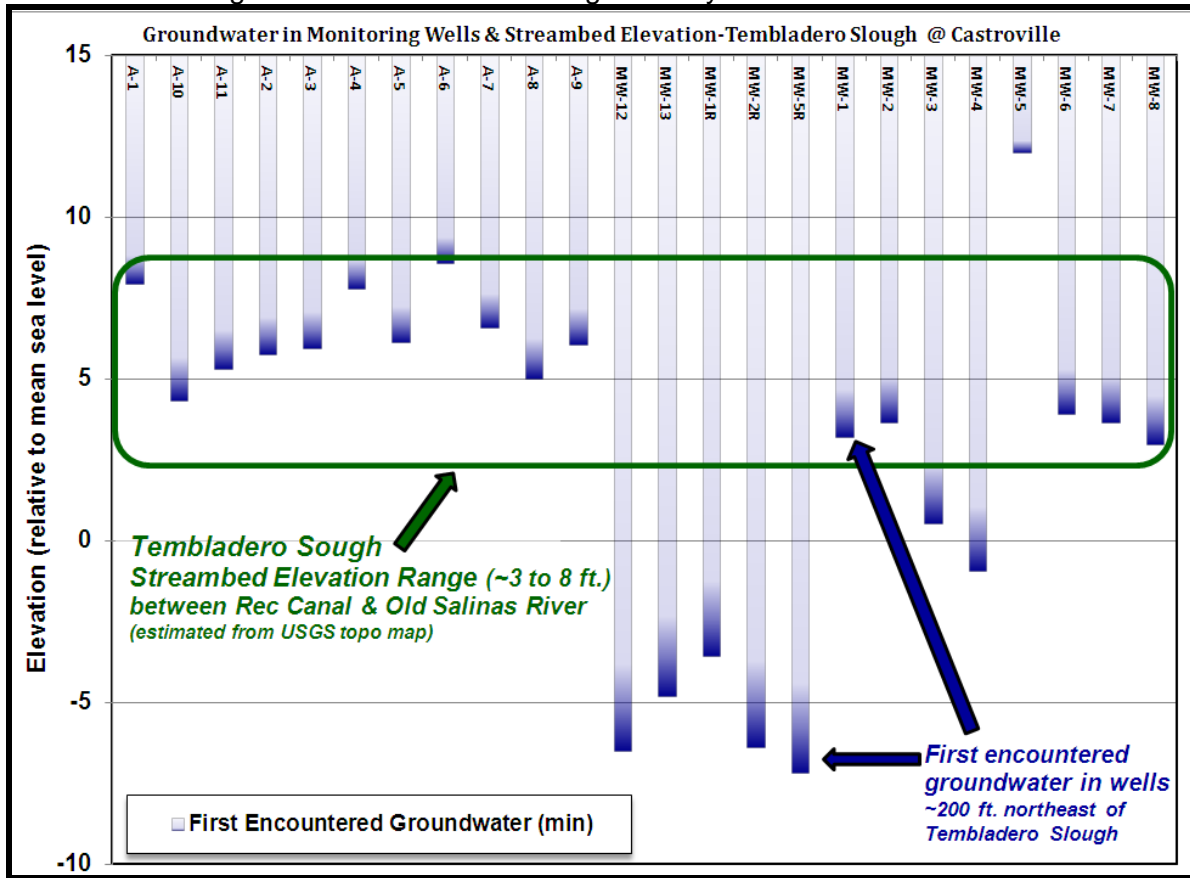 Groundwater in Monitoring Wells & Streambed Elevation-Tembladero Slough @ Castroville
15
A-1
A-10
A-11
A-2
A-3
A-4
A-5
A-6
A-7
A-8
A-9
MW-12
MW-13
MW-1R
MW-2R
MW-5R
MW-1
MW-2
MW-3
MW-4
MW-5
MW-6
MW-7
MW-8
10
5
0
-5
-10
Elevation (relative to mean sea level)
Tembladero Sough
Streambed Elevation Range (~3 to 8 ft.)
between Rec Canal & Old Salinas River
(estimated from USGS topo map)
First encountered
groundwater in wells
~200 ft. northeast of
Tembladero Slough
First Encountered Groundwater (min)